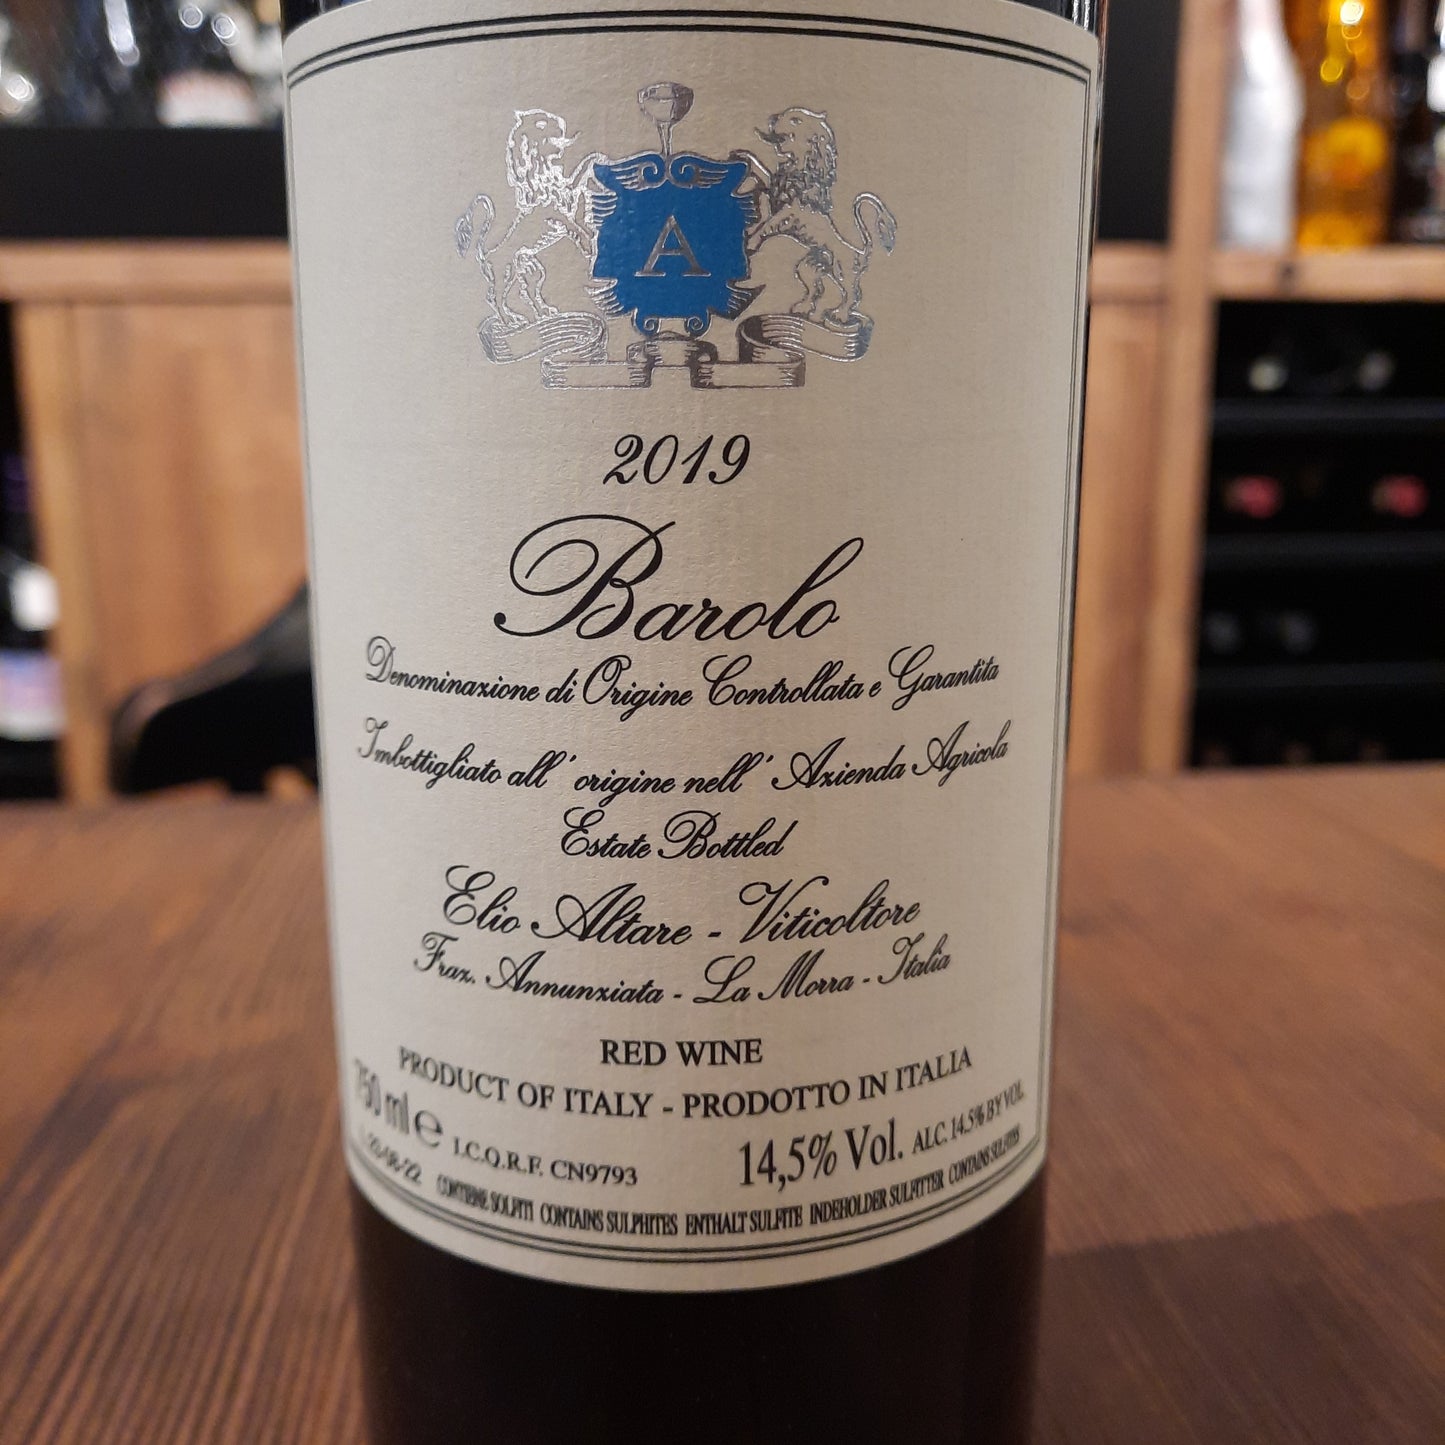 A
2019
Barolo
Denominazione di Origine Controllata e Garantita
Imbottigliato all' origine nell' Azienda Agricola
Estate Bottled
Elio Altare - Viticoltore
Fraz. Annunziata - La Morra - Italia
RED WINE
PRODUCT OF ITALY - PRODOTTO IN ITALIA
750 ml e I.C.Q.R.F. CN9793 14,5% Vol. ALC. 14.5% BY VOL
CONTIENE SOLFITI CONTAINS SULPHITES ENTHALT SULFITE INDEHOLDER SULFITTER CONTAINS SULFITES